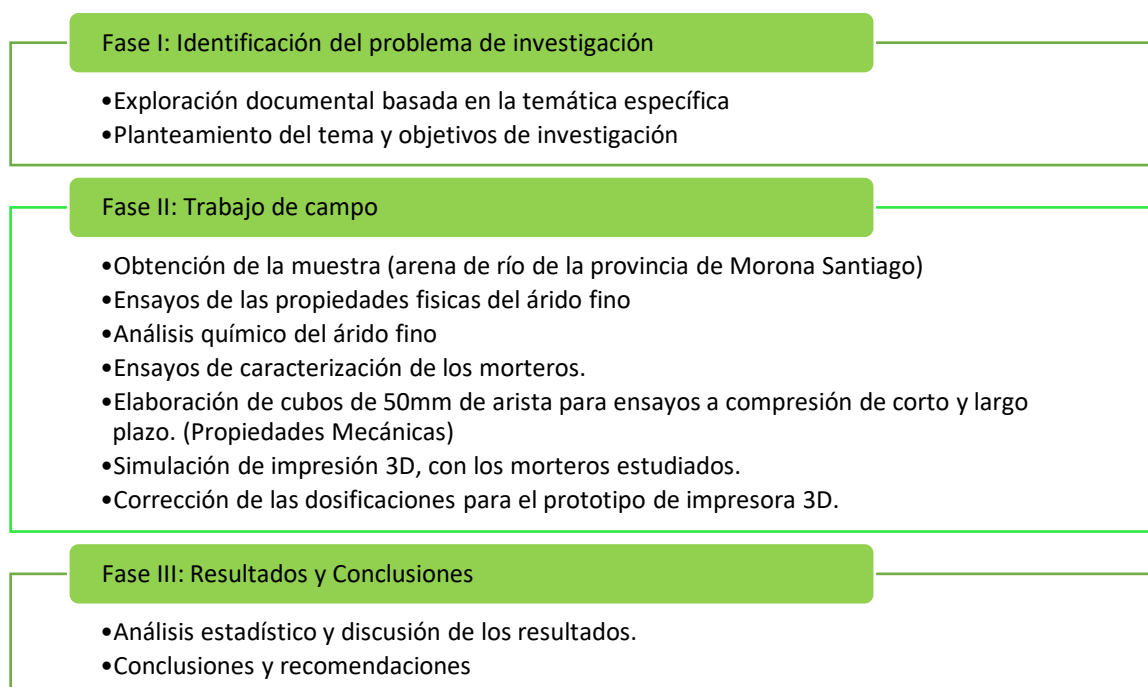 Fase I: Identificación del problema de investigación
•Exploración documental basada en la temática específica
•Planteamiento del tema y objetivos de investigación
Fase II: Trabajo de campo
•Obtención de la muestra (arena de río de la provincia de Morona Santiago)
•Ensayos de las propiedades fisicas del árido fino
•Análisis químico del árido fino
•Ensayos de caracterización de los morteros.
•Elaboración de cubos de 50mm de arista para ensayos a compresión de corto y largo
plazo. (Propiedades Mecánicas)
•Simulación de impresión 3D, con los morteros estudiados.
•Corrección de las dosificaciones para el prototipo de impresora 3D.
Fase III: Resultados y Conclusiones
•Análisis estadístico y discusión de los resultados.
•Conclusiones y recomendaciones